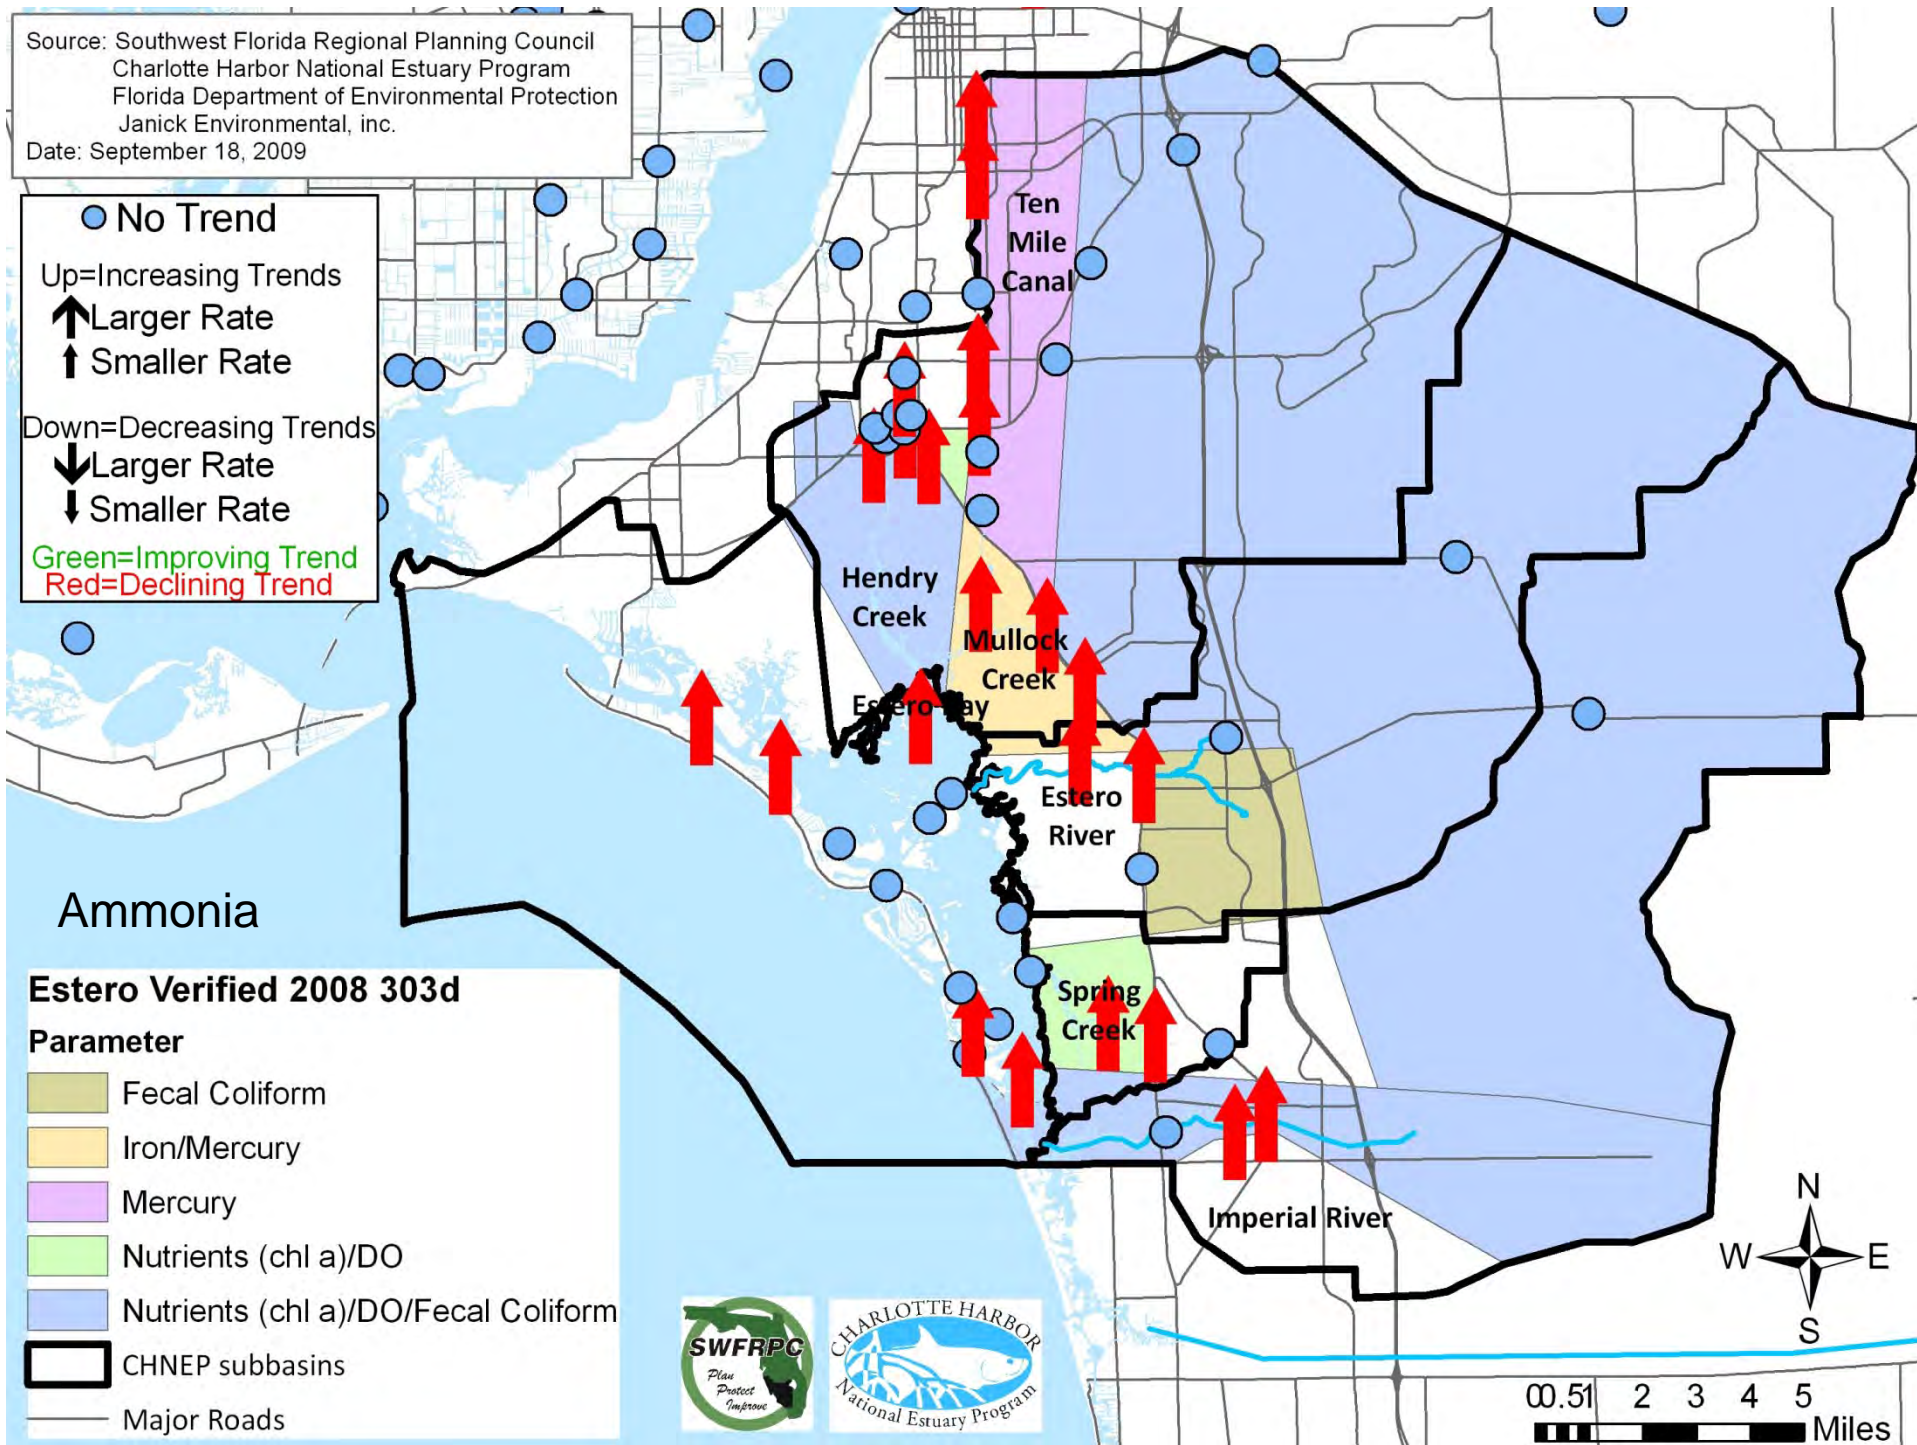 Source: Southwest Florida Regional Planning Council
Charlotte Harbor National Estuary Program
Florida Department of Environmental Protection
Janick Environmental, inc.
Date: September 18, 2009
No Trend
Up=Increasing Trends
Larger Rate
Smaller Rate
Down=Decreasing Trends
Larger Rate
Smaller Rate
Green=Improving Trend
Red=Declining Trend
Ten
Mile
Canal
Hendry
Creek
Mullock
Creek
Estero Bay
Estero
River
Spring
Creek
Imperial River
Ammonia
Estero Verified 2008 303d
Parameter
Fecal Coliform
Iron/Mercury
Mercury
Nutrients (chl a)/DO
Nutrients (chl a)/DO/Fecal Coliform
CHNEP subbasins
Major Roads
SWFRPC
Plan
Protect
Improve
CHARLOTTE HARBOR
National Estuary Program
N
W E
S
0 0.5 1 2 3 4 5
Miles